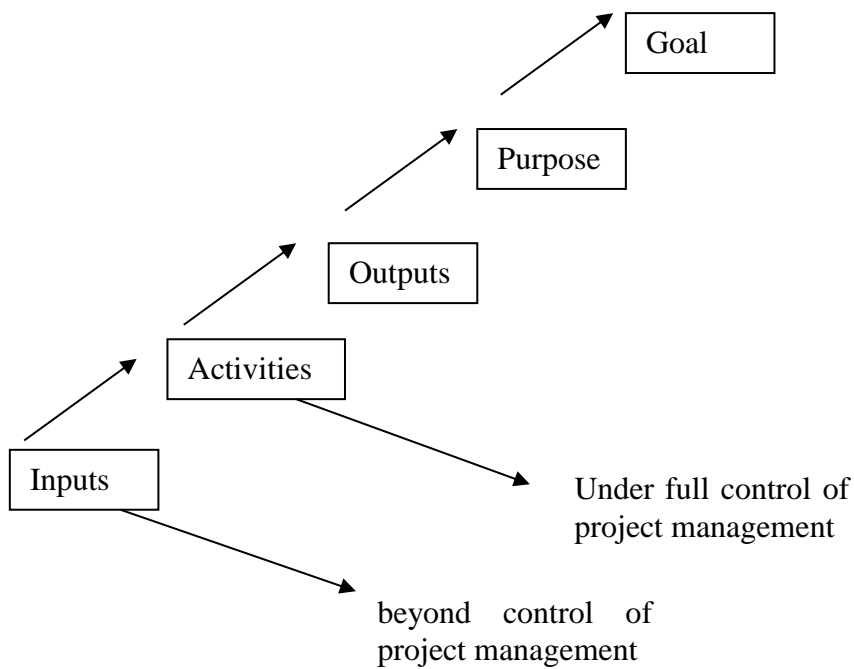 Goal
Purpose
Outputs
Activities
Inputs
Under full control of
project management
beyond control of
project management